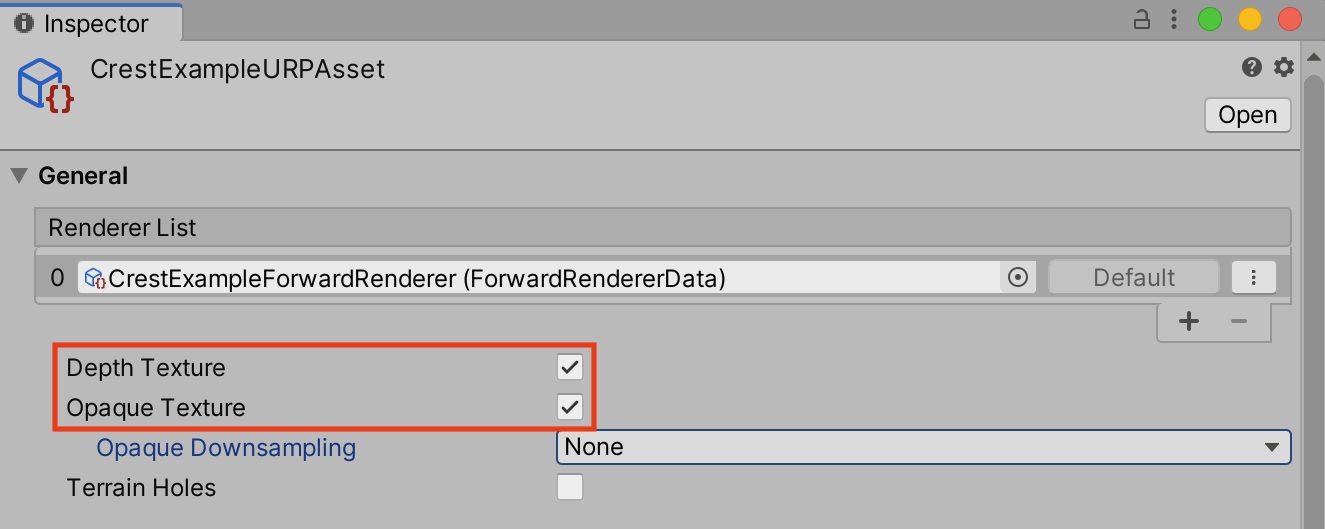 Inspector
CrestExampleURPAsset
Open
General
Renderer List
0 CrestExampleForwardRenderer (ForwardRendererData) Default
Depth Texture
Opaque Texture
Opaque Downsampling None
Terrain Holes